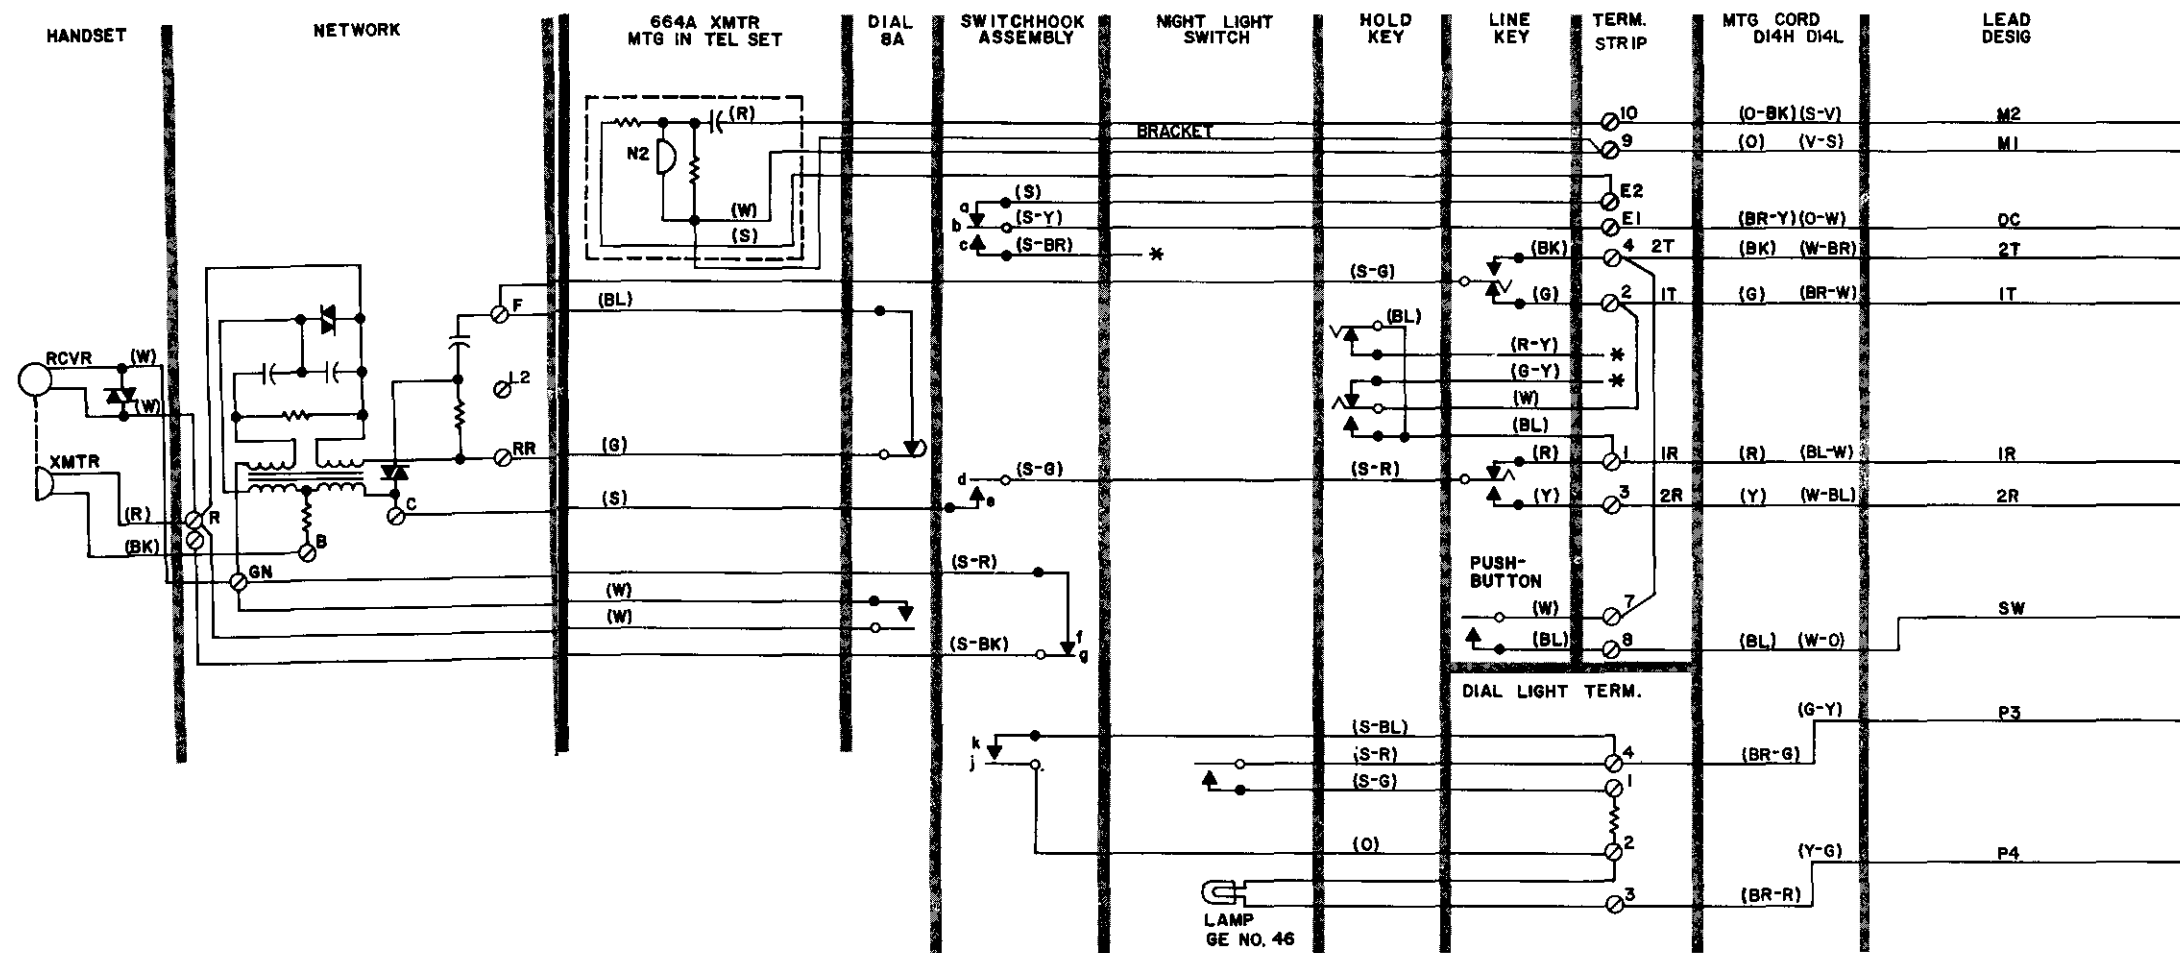 HANDSET
NETWORK
664A XMTR
MTG IN TEL SET
DIAL
8A
SWITCHHOOK
ASSEMBLY
NIGHT LIGHT
SWITCH
HOLD
KEY
LINE
KEY
TERM.
STRIP
MTG CORD
D14H D14L
LEAD
DESIG
(R)
10
(O-BK) (S-V)
M2
BRACKET
9
(O)
(V-S)
M1
N2
(W)
(S)
a
(S)
E2
b
(S-Y)
E1
(BR-Y) (O-W)
DC
c
(S-BR)
*
(BK)
4
2T
(BK)
(W-BR)
2T
(S-G)
(G)
2
1T
(G)
(BR-W)
1T
F
(BL)
(BL)
(R-Y)
*
RCVR
(W)
(G-Y)
*
L2
(W)
(W)
(BL)
RR
(G)
(R)
1
1R
(R)
(BL-W)
1R
XMTR
d
(S-G)
(S-R)
e
(Y)
3
2R
(Y)
(W-BL)
2R
C
(S)
(R)
R
(BK)
B
GN
(S-R)
PUSH-
BUTTON
(W)
(W)
7
SW
(W)
(S-BK)
f
g
(BL)
8
(BL)
(W-O)
DIAL LIGHT TERM.
(G-Y)
P3
k
(S-BL)
j
(S-R)
4
(BR-G)
(S-G)
1
(O)
2
(Y-G)
P4
3
(BR-R)
LAMP
GE NO. 46